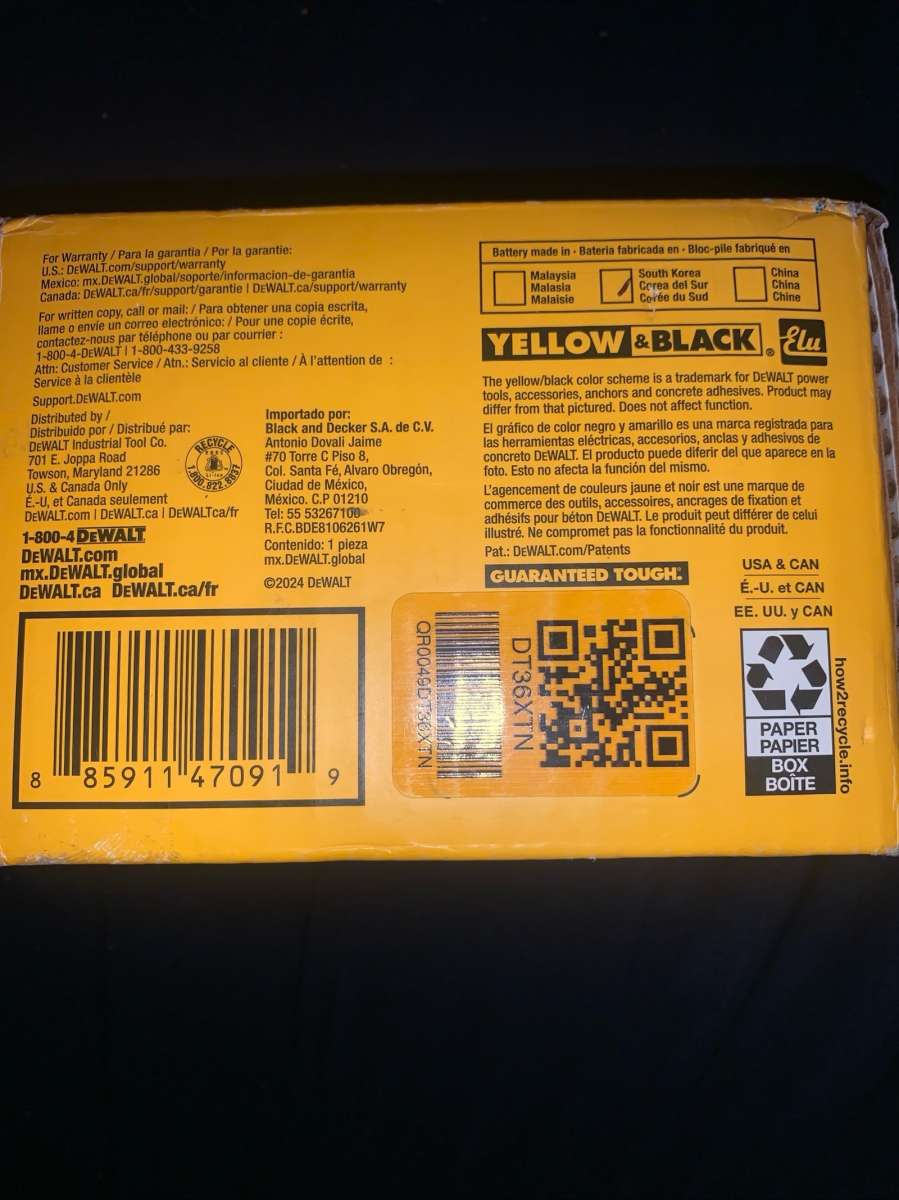 For Warranty / Para la garantia / Por la garantie:
U.S.: DEWALT.com/support/warranty
Mexico: mx.DEWALT.global/soporte/informacion-de-garantia
Canada: DEWALT.ca/fr/support/garantie | DEWALT.ca/support/warranty
For written copy, call or mail: / Para obtener una copia escrita,
llame o envíe un correo electrónico: / Pour une copie écrite,
contactez-nous par téléphone ou par courrier :
1-800-4-DEWALT | 1-800-433-9258
Attn: Customer Service / Atn.: Servicio al cliente / À l'attention de :
Service à la clientèle
Support.DEWALT.com
Distributed by /
Distribuido por / Distribué par:
DEWALT Industrial Tool Co.
701 E. Joppa Road
Towson, Maryland 21286
U.S. & Canada Only
É.-U, et Canada seulement
DEWALT.com | DEWALT.ca | DEWALT.ca/fr
RECYCLE
1.800.822.8837
1-800-4 DEWALT
DEWALT.com
mx.DEWALT.global
DEWALT.ca DEWALT.ca/fr
Importado por:
Black and Decker S.A. de C.V.
Antonio Dovali Jaime
#70 Torre C Piso 8,
Col. Santa Fé, Alvaro Obregón,
Ciudad de México,
México. C.P 01210
Tel: 55 53267100
R.F.C.BDE8106261W7
Contenido: 1 pieza
mx.DEWALT.global
©2024 DEWALT
8 85911 47091 9
Battery made in • Bateria fabricada en • Bloc-pile fabriqué en
Malaysia
Malasia
Malaisie
South Korea
Corea del Sur
Corée du Sud
China
China
Chine
YELLOW & BLACK ® Elu
The yellow/black color scheme is a trademark for DEWALT power
tools, accessories, anchors and concrete adhesives. Product may
differ from that pictured. Does not affect function.
El gráfico de color negro y amarillo es una marca registrada para
las herramientas eléctricas, accesorios, anclas y adhesivos de
concreto DEWALT. El producto puede diferir del que aparece en la
foto. Esto no afecta la función del mismo.
L'agencement de couleurs jaune et noir est une marque de
commerce des outils, accessoires, ancrages de fixation et
adhésifs pour béton DEWALT. Le produit peut différer de celui
illustré. Ne compromet pas la fonctionnalité du produit.
Pat.: DEWALT.com/Patents
GUARANTEED TOUGH.®
QR0049DT36XTN
DT36XTN
USA & CAN
É.-U. et CAN
EE. UU. y CAN
PAPER
PAPIER
BOX
BOÎTE
how2recycle.info